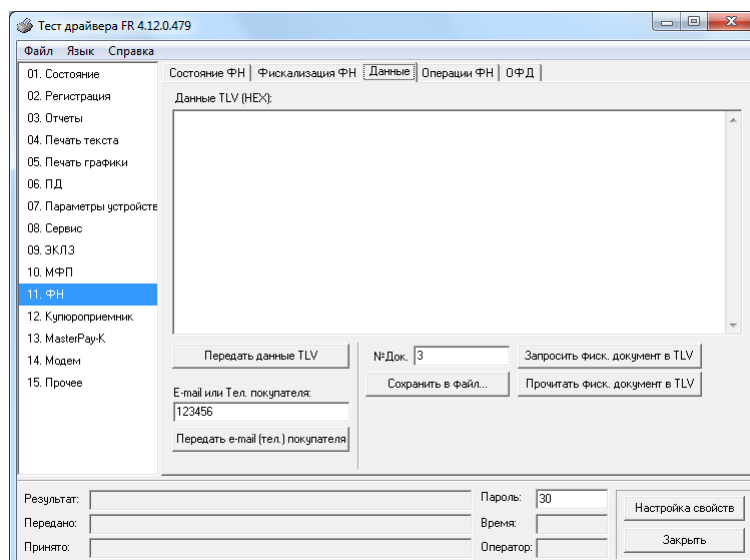 Тест драйвера FR 4.12.0.479
Файл Язык Справка
01. Состояние
02. Регистрация
03. Отчеты
04. Печать текста
05. Печать графики
06. ПД
07. Параметры устройств
08. Сервис
09. ЭКЛЗ
10. МФП
11. ФН
12. Купюроприемник
13. MasterPay-K
14. Модем
15. Прочее
Состояние ФН Фискализация ФН Данные Операции ФН ОФД
Данные TLV (HEX):
Передать данные TLV
№Док. 3
Запросить фиск. документ в TLV
Сохранить в файл...
Прочитать фиск. документ в TLV
E-mail или Тел. покупателя:
123456
Передать e-mail (тел.) покупателя
Результат:
Передано:
Принято:
Пароль: 30
Время:
Оператор:
Настройка свойств
Закрыть